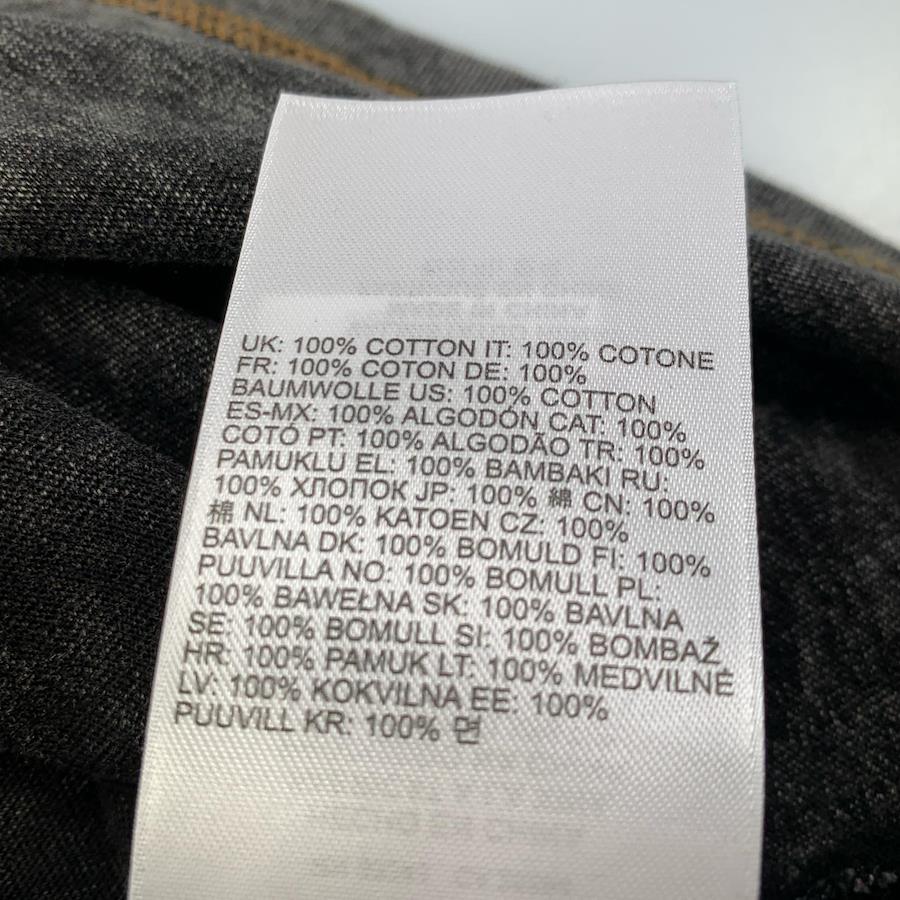 UK: 100% COTTON IT: 100% COTONE
FR: 100% COTON DE: 100%
BAUMWOLLE US: 100% COTTON
ES-MX: 100% ALGODÓN CAT: 100%
COTÓ PT: 100% ALGODÃO TR: 100%
PAMUKLU EL: 100% BAMBAKI RU:
100% ХЛОПОК JP: 100% 綿 CN: 100%
棉 NL: 100% KATOEN CZ: 100%
BAVLNA DK: 100% BOMULD FI: 100%
PUUVILLA NO: 100% BOMULL PL:
100% BAWEŁNA SK: 100% BAVLNA
SE: 100% BOMULL SI: 100% BOMBAŽ
HR: 100% PAMUK LT: 100% MEDVILNĖ
LV: 100% KOKVILNA EE: 100%
PUUVILL KR: 100% 면